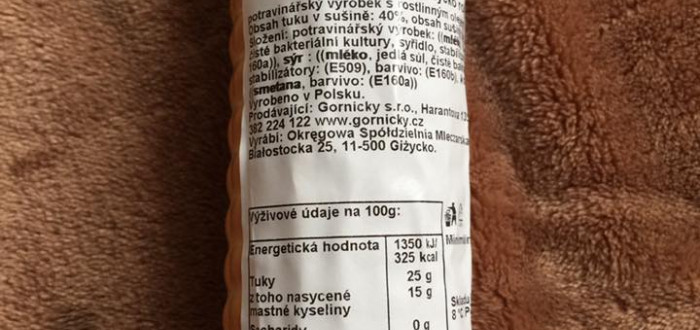 potravinářský výrobek s rostlinným
Obsah tuku v sušině: 40%, obsah
Složení: potravinářský výrobek: ((mléko,
čisté bakteriální kultury, syřidlo,
160a)), sýr : ((mléko, jedlá sůl, čisté
stabilizátory: (E509), barvivo: (E160b),
(smetana, barvivo: (E160a))
Vyrobeno v Polsku.
Prodávající: Gornicky s.r.o., Harantova
382 224 122 www.gornicky.cz
Vyrábí: Okręgowa Spółdzielnia Mleczarska
Białostocka 25, 11-500 Giżycko.
Výživové údaje na 100g:
Energetická hodnota 1350 kJ/
325 kcal
Tuky 25 g
z toho nasycené 15 g
mastné kyseliny
Sacharidy 0 g
8 °C